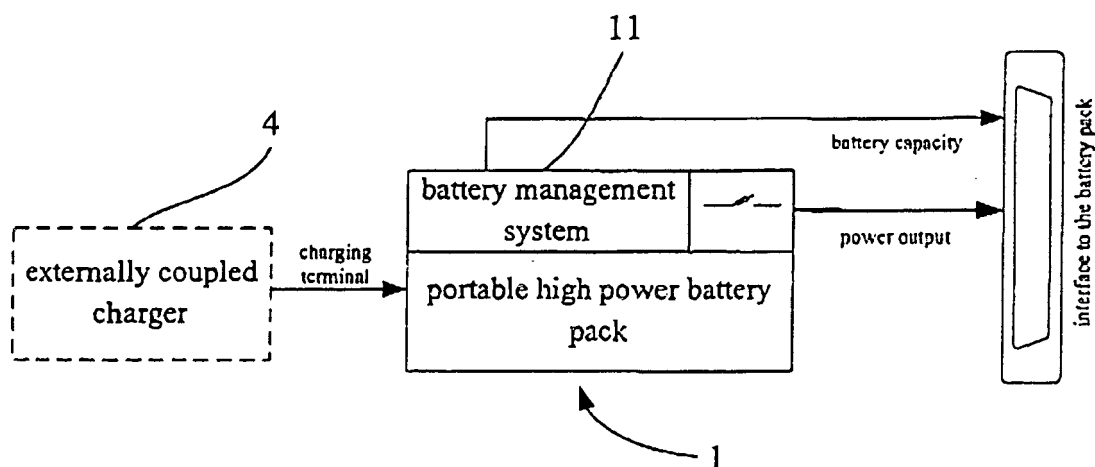 11
4
battery capacity
battery management
system
power output
externally coupled
charger
charging
terminal
portable high power battery
pack
interface to the battery pack
1